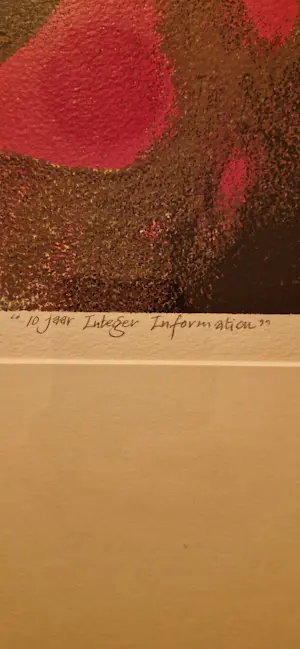 “10 jaar Integer Information”